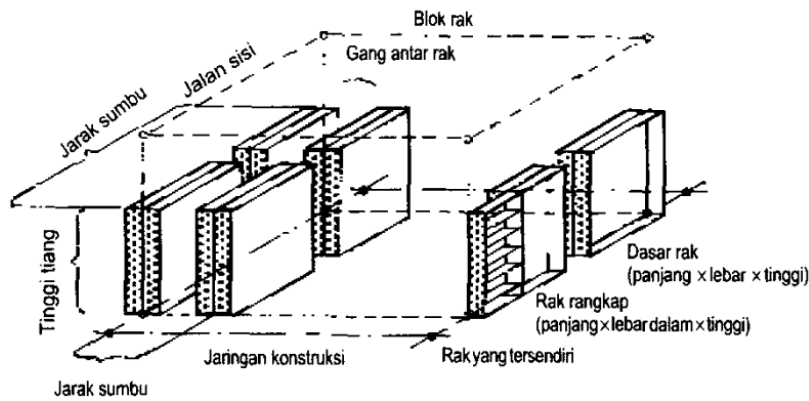 Blok rak
Gang antar rak
Jalan sisi
Jarak sumbu
Tinggi tiang
Dasar rak
(panjang × lebar × tinggi)
Rak rangkap
(panjang×lebar dalam×tinggi)
Jaringan konstruksi
Rak yang tersendiri
Jarak sumbu